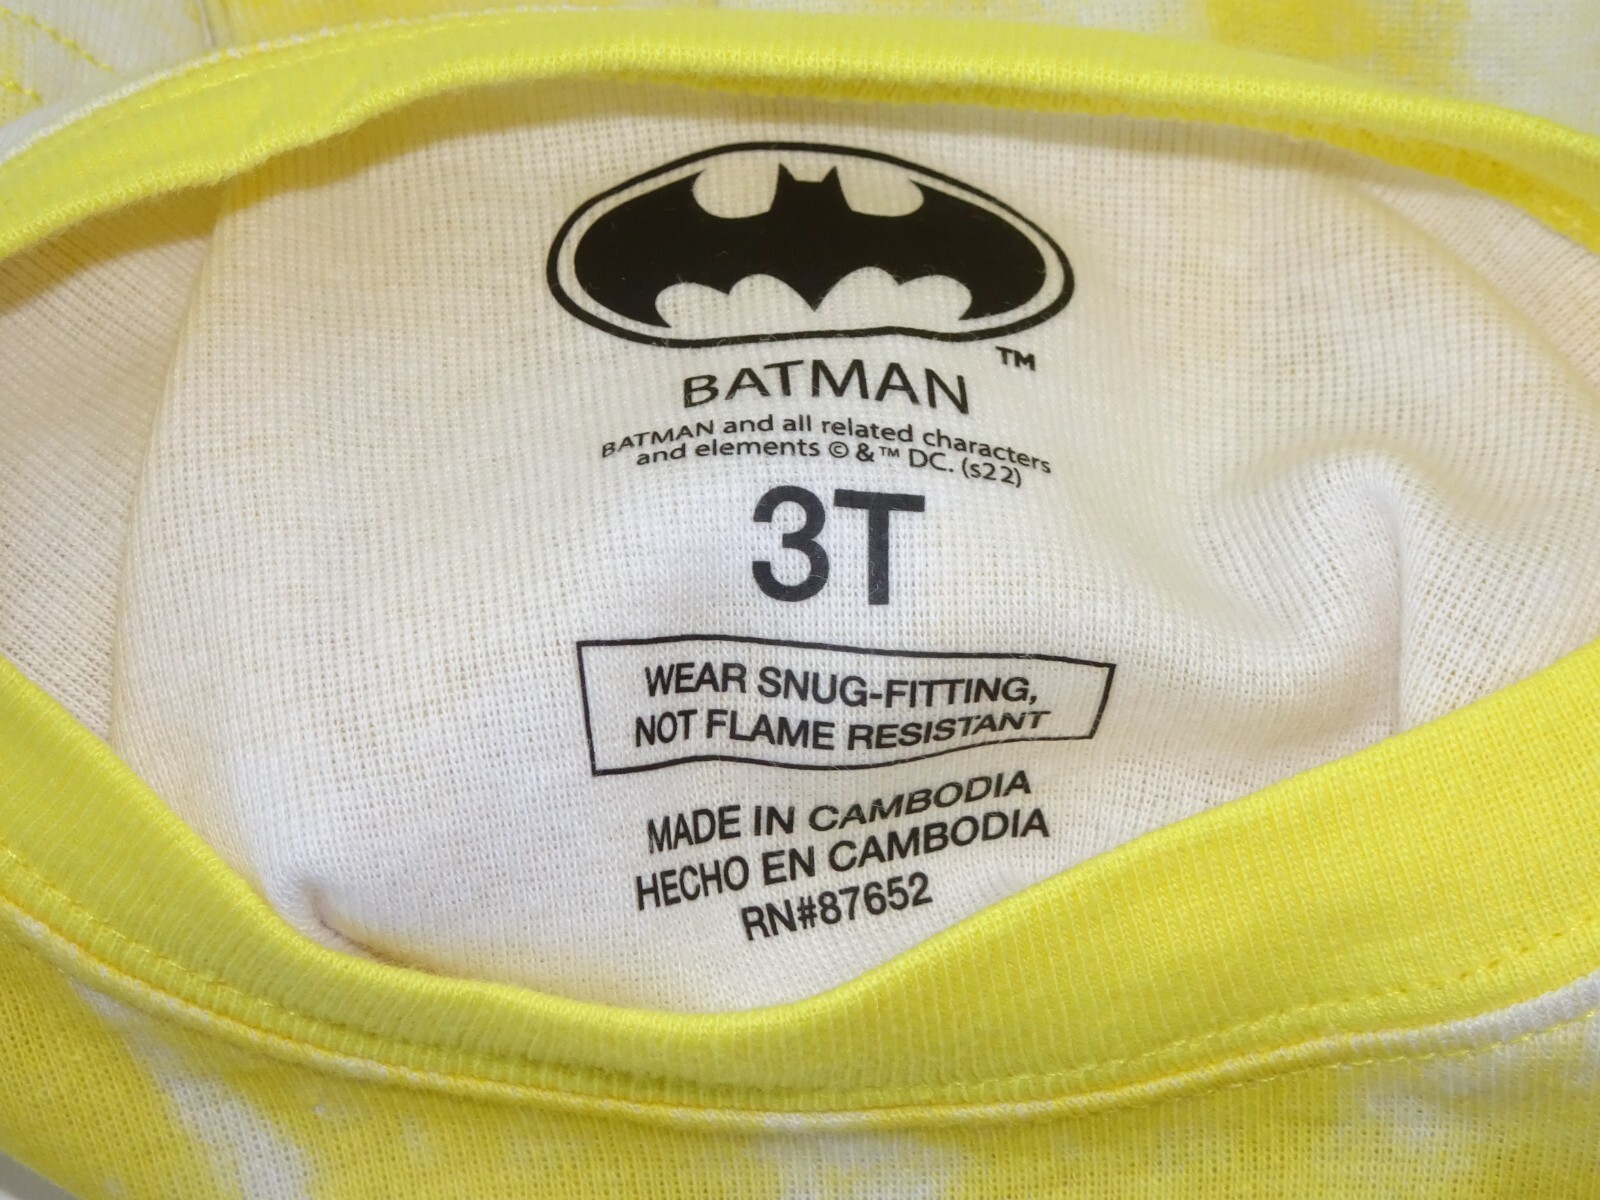 TM
BATMAN
BATMAN and all related characters
and elements © &™ DC. (s22)
3T
WEAR SNUG-FITTING,
NOT FLAME RESISTANT
MADE IN CAMBODIA
HECHO EN CAMBODIA
RN#87652